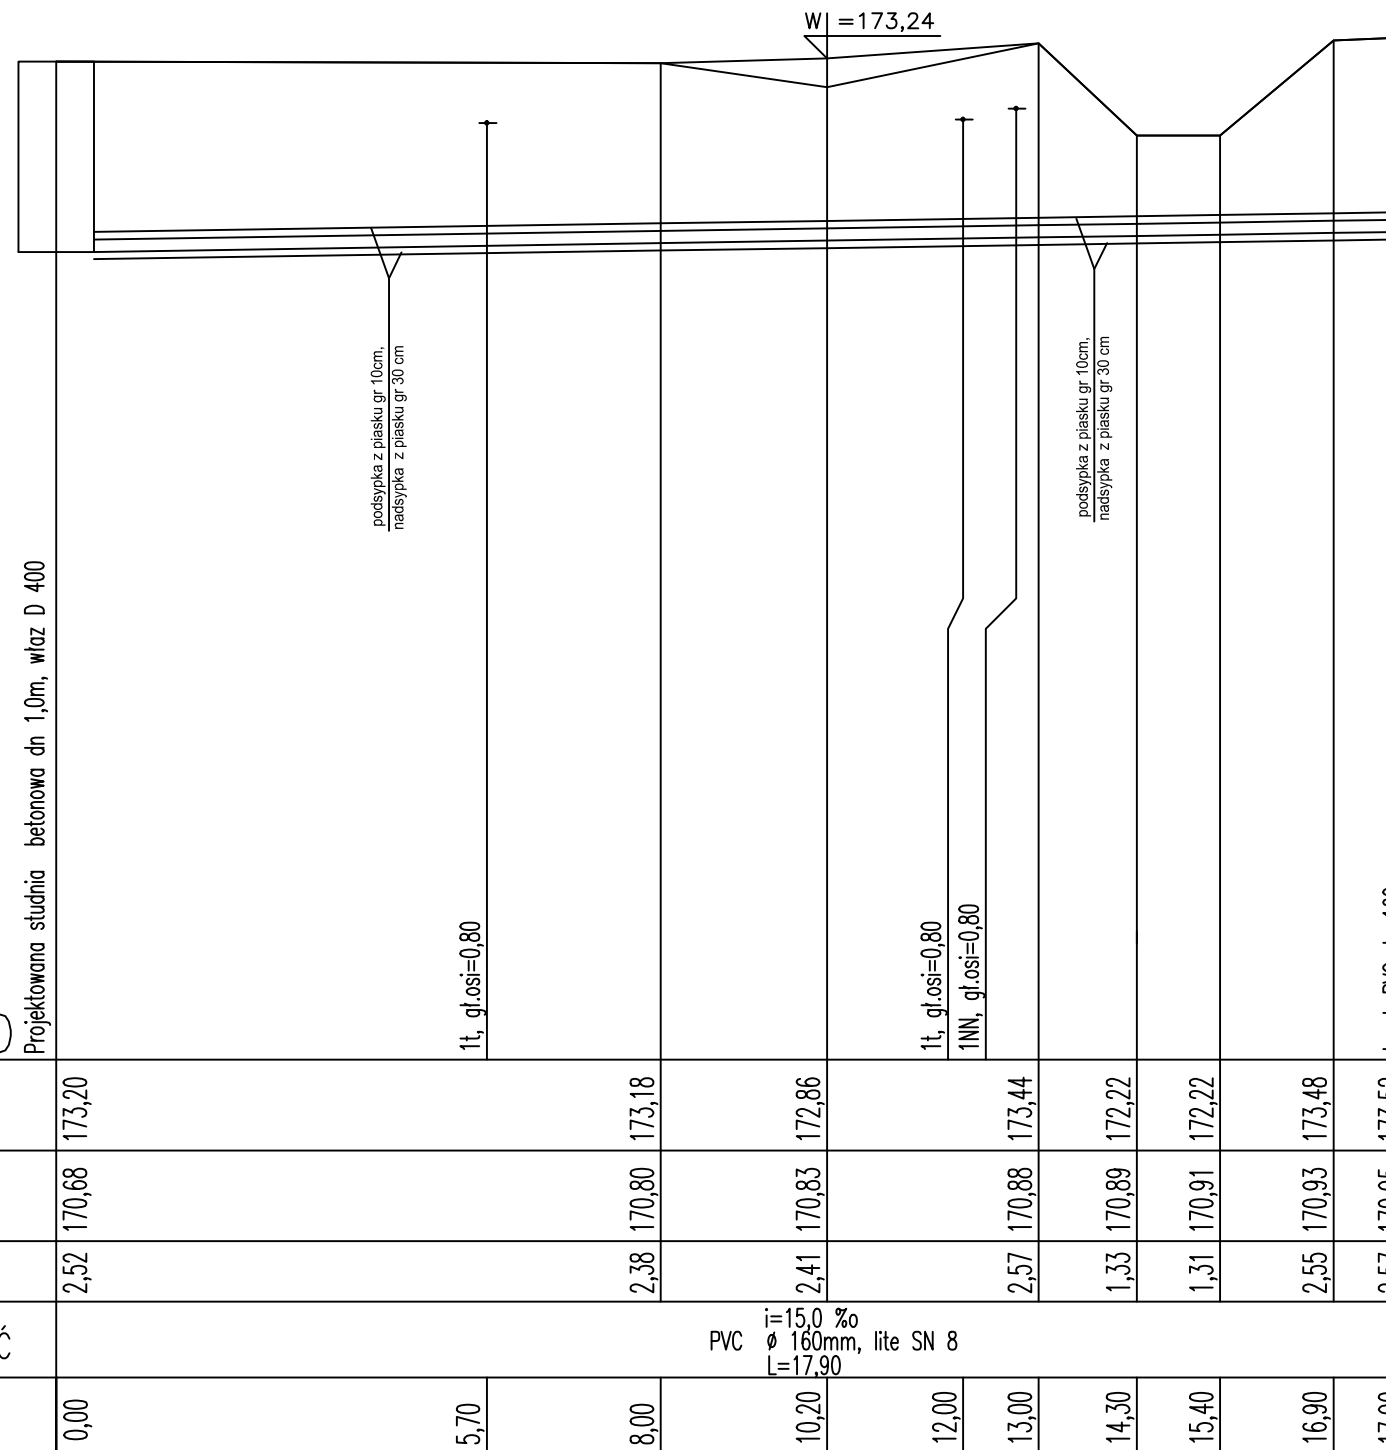 W =173,24
podsypka z piasku gr 10cm,
nadsypka z piasku gr 30 cm
podsypka z piasku gr 10cm,
nadsypka z piasku gr 30 cm
Projektowana studnia betonowa dn 1,0m, właz D 400
1t, gł.osi=0,80
1t, gł.osi=0,80
1NN, gł.osi=0,80
173,20 173,18 172,86 173,44 172,22 172,22 173,48
170,68 170,80 170,83 170,88 170,89 170,91 170,93
2,52 2,38 2,41 2,57 1,33 1,31 2,55
i=15,0 ‰
PVC ø 160mm, lite SN 8
L=17,90
0,00 5,70 8,00 10,20 12,00 13,00 14,30 15,40 16,90